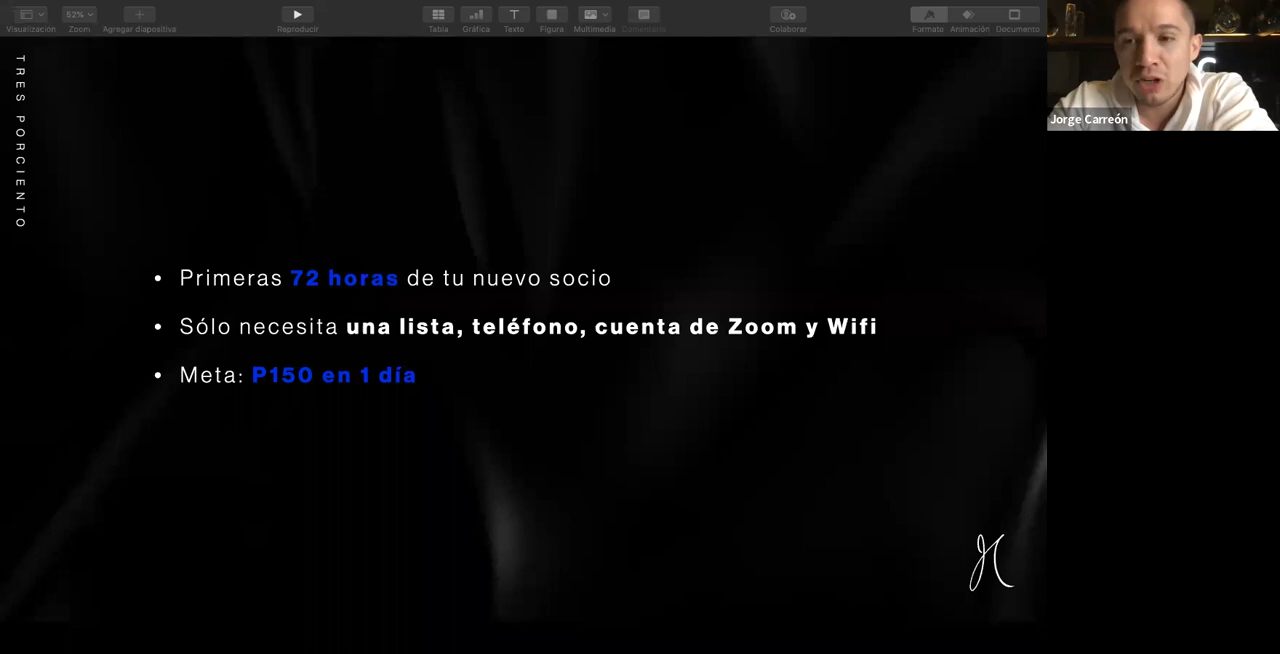 52%
Visualización
Zoom
Agregar diapositiva
Reproducir
Tabla
Gráfica
Texto
Figura
Multimedia
Comentario
Colaborar
Formato
Animación
Documento
TRES PORCIENTO
Jorge Carreón
• Primeras 72 horas de tu nuevo socio
• Sólo necesita una lista, teléfono, cuenta de Zoom y Wifi
• Meta: P150 en 1 día